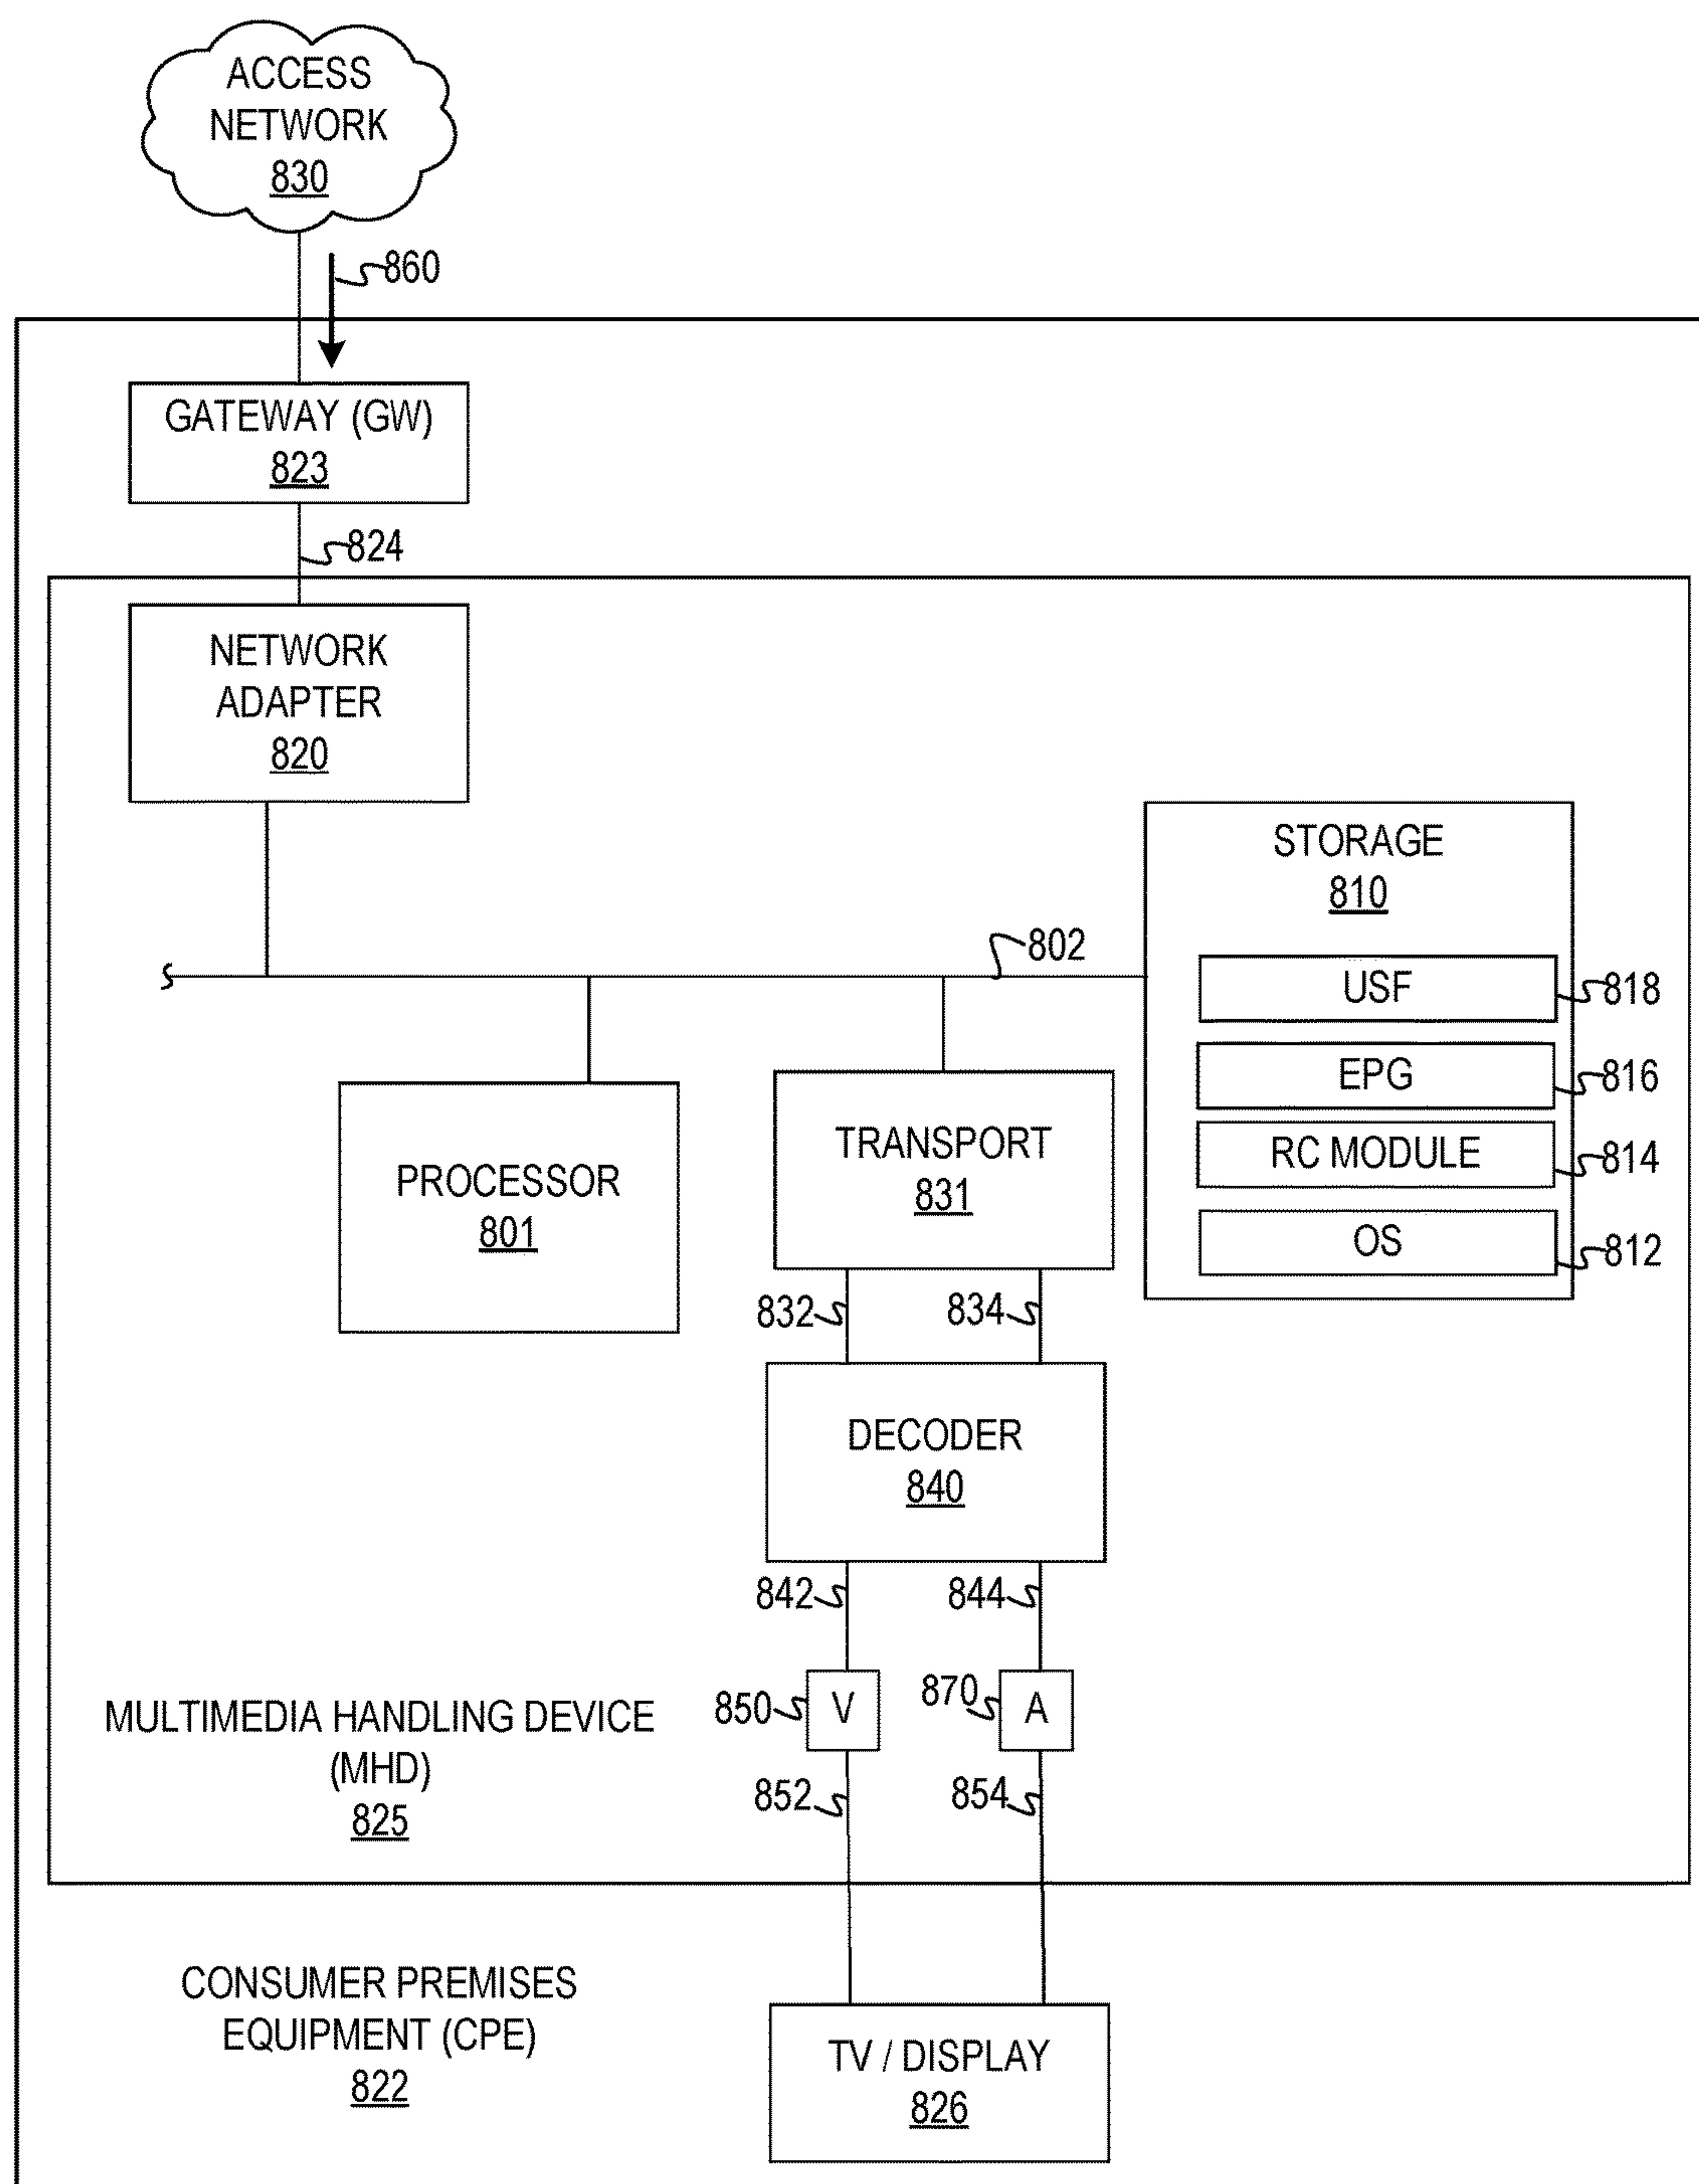 ACCESS
NETWORK
830
860
GATEWAY (GW)
823
824
NETWORK
ADAPTER
820
STORAGE
810
802
USF
818
EPG
816
RC MODULE
814
OS
812
PROCESSOR
801
TRANSPORT
831
832
834
DECODER
840
842
844
850
V
870
A
MULTIMEDIA HANDLING DEVICE
(MHD)
825
852
854
CONSUMER PREMISES
EQUIPMENT (CPE)
822
TV / DISPLAY
826